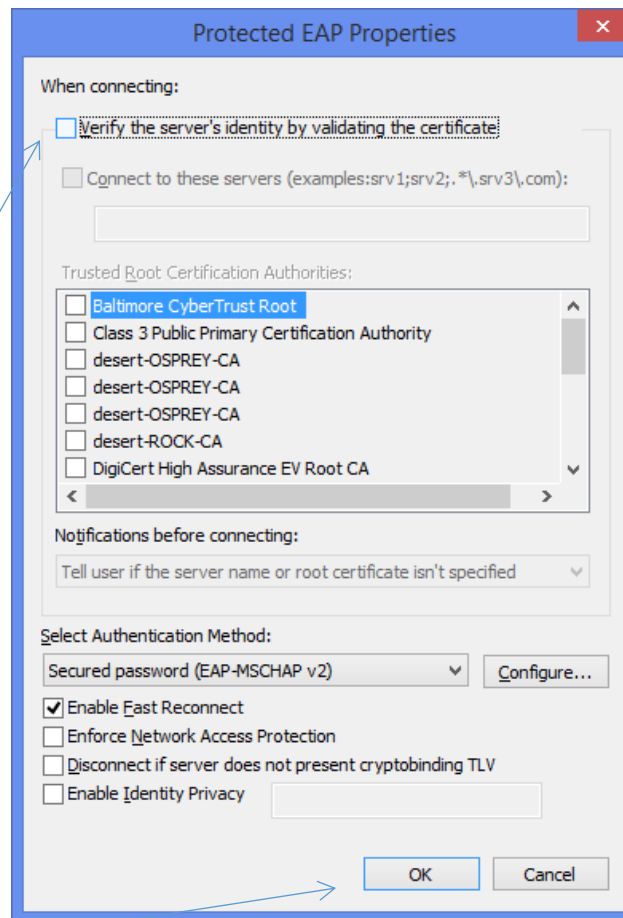 Protected EAP Properties
When connecting:
Verify the server's identity by validating the certificate
Connect to these servers (examples:srv1;srv2;.*\.srv3\.com):
Trusted Root Certification Authorities:
Baltimore CyberTrust Root
Class 3 Public Primary Certification Authority
desert-OSPREY-CA
desert-OSPREY-CA
desert-OSPREY-CA
desert-ROCK-CA
DigiCert High Assurance EV Root CA
Notifications before connecting:
Tell user if the server name or root certificate isn't specified
Select Authentication Method:
Secured password (EAP-MSCHAP v2) Configure...
Enable Fast Reconnect
Enforce Network Access Protection
Disconnect if server does not present cryptobinding TLV
Enable Identity Privacy
OK Cancel